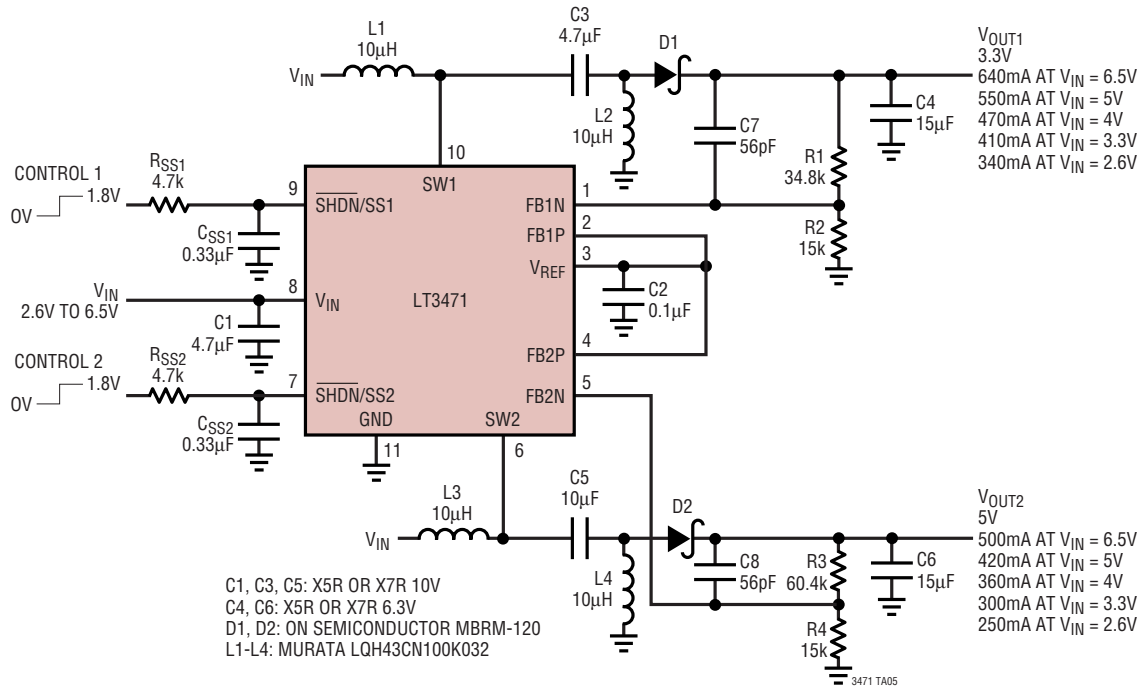 L1
10µH
C3
4.7µF
D1
VIN
L2
10µH
C7
56pF
R1
34.8k
C4
15µF
VOUT1
3.3V
640mA AT VIN = 6.5V
550mA AT VIN = 5V
470mA AT VIN = 4V
410mA AT VIN = 3.3V
340mA AT VIN = 2.6V
CONTROL 1
0V
1.8V
RSS1
4.7k
CSS1
0.33µF
9
SHDN/SS1
10
SW1
1
FB1N
2
FB1P
3
VREF
R2
15k
C2
0.1µF
VIN
2.6V TO 6.5V
C1
4.7µF
8
VIN
LT3471
4
FB2P
5
FB2N
CONTROL 2
0V
1.8V
RSS2
4.7k
CSS2
0.33µF
7
SHDN/SS2
GND
11
SW2
6
L3
10µH
VIN
C5
10µF
D2
L4
10µH
C8
56pF
R3
60.4k
R4
15k
C6
15µF
VOUT2
5V
500mA AT VIN = 6.5V
420mA AT VIN = 5V
360mA AT VIN = 4V
300mA AT VIN = 3.3V
250mA AT VIN = 2.6V
C1, C3, C5: X5R OR X7R 10V
C4, C6: X5R OR X7R 6.3V
D1, D2: ON SEMICONDUCTOR MBRM-120
L1-L4: MURATA LQH43CN100K032
3471 TA05